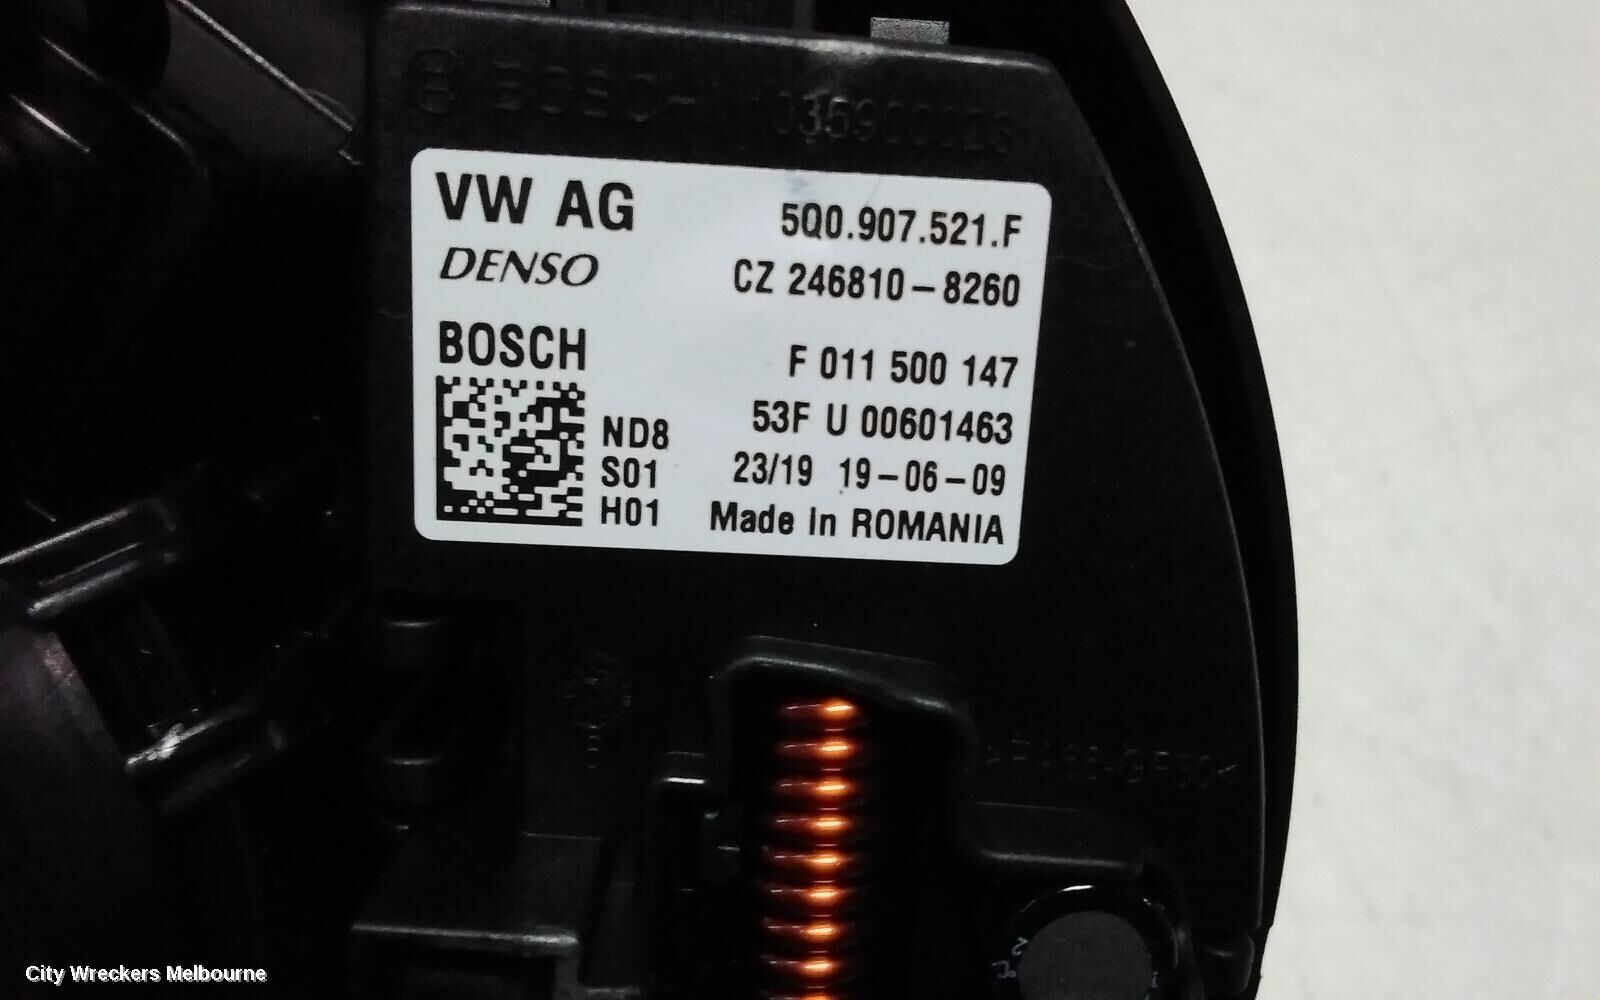 BOSCH
VW AG
5Q0.907.521.F
DENSO
CZ 246810-8260
BOSCH
F 011 500 147
53F U 00601463
ND8
S01
23/19 19-06-09
H01
Made in ROMANIA
City Wreckers Melbourne